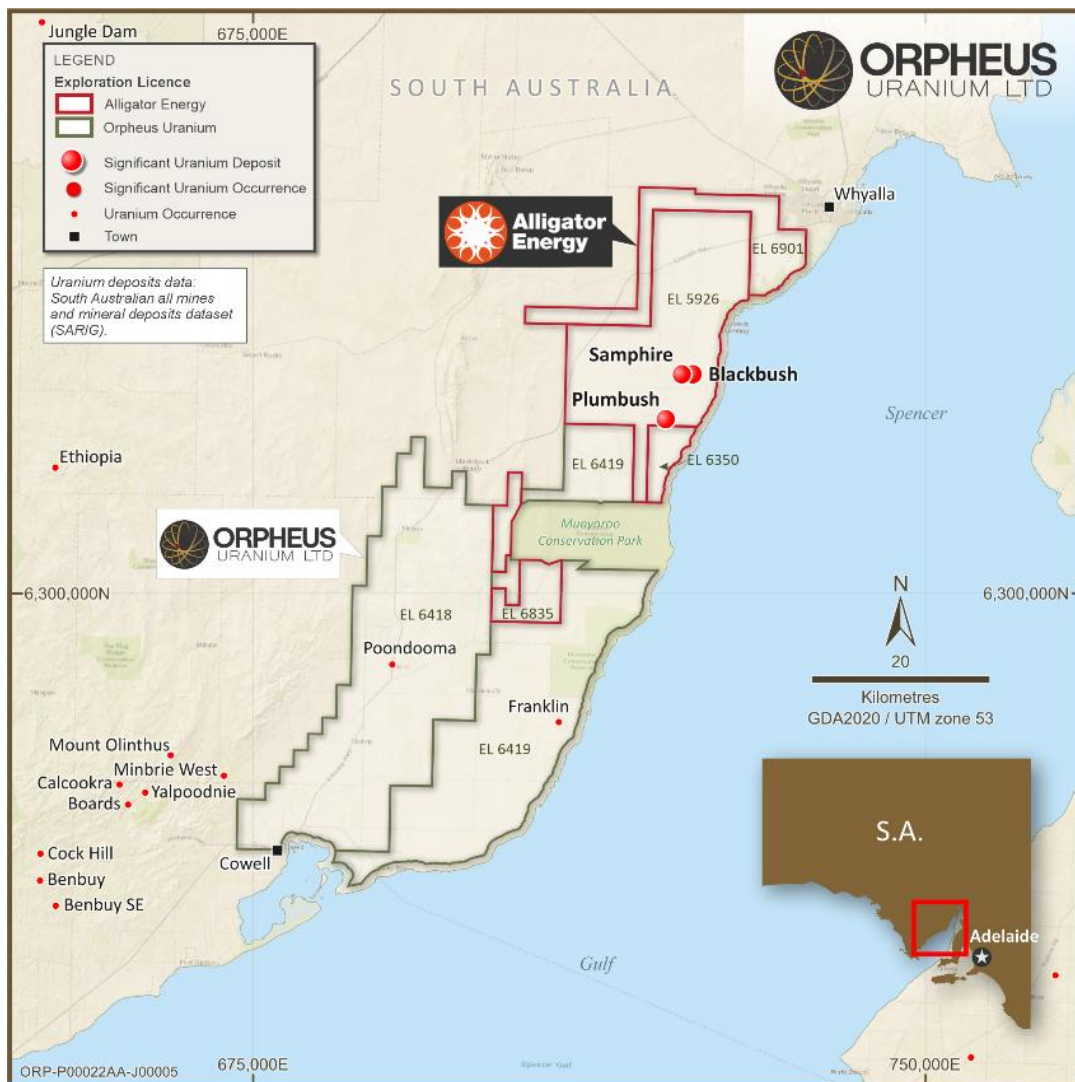 Jungle Dam
675,000E
LEGEND
Exploration Licence
Alligator Energy
Orpheus Uranium
Significant Uranium Deposit
Significant Uranium Occurrence
Uranium Occurrence
Town
Uranium deposits data:
South Australian all mines
and mineral deposits dataset
(SARIG).
SOUTH AUSTRALIA
ORPHEUS
URANIUM LTD
Whyalla
Alligator
Energy
EL 6901
EL 5926
Samphire
Blackbush
Plumbush
Spencer
Ethiopia
EL 6419
EL 6350
ORPHEUS
URANIUM LTD
Conservation Park
6,300,000N
6,300,000N
EL 6418
EL 6835
N
Poondooma
20
Kilometres
GDA2020 / UTM zone 53
Franklin
EL 6419
Mount Olinthus
Minbrie West
Calcookra
Yalpoodnie
Boards
S.A.
Cowell
Cock Hill
Benbuy
Benbuy SE
Adelaide
Gulf
Spencer Gulf
675,000E
750,000E
ORP-P00022AA-J00005